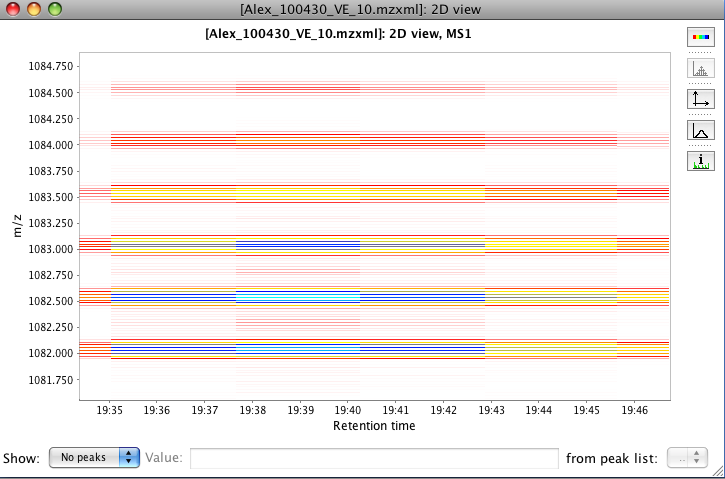 [Alex_100430_VE_10.mzxml]: 2D view
[Alex_100430_VE_10.mzxml]: 2D view, MS1
1084.750
1084.500
1084.250
1084.000
1083.750
1083.500
1083.250
1083.000
1082.750
1082.500
1082.250
1082.000
1081.750
m/z
19:35 19:36 19:37 19:38 19:39 19:40 19:41 19:42 19:43 19:44 19:45 19:46
Retention time
Show: No peaks Value: from peak list: ..
i